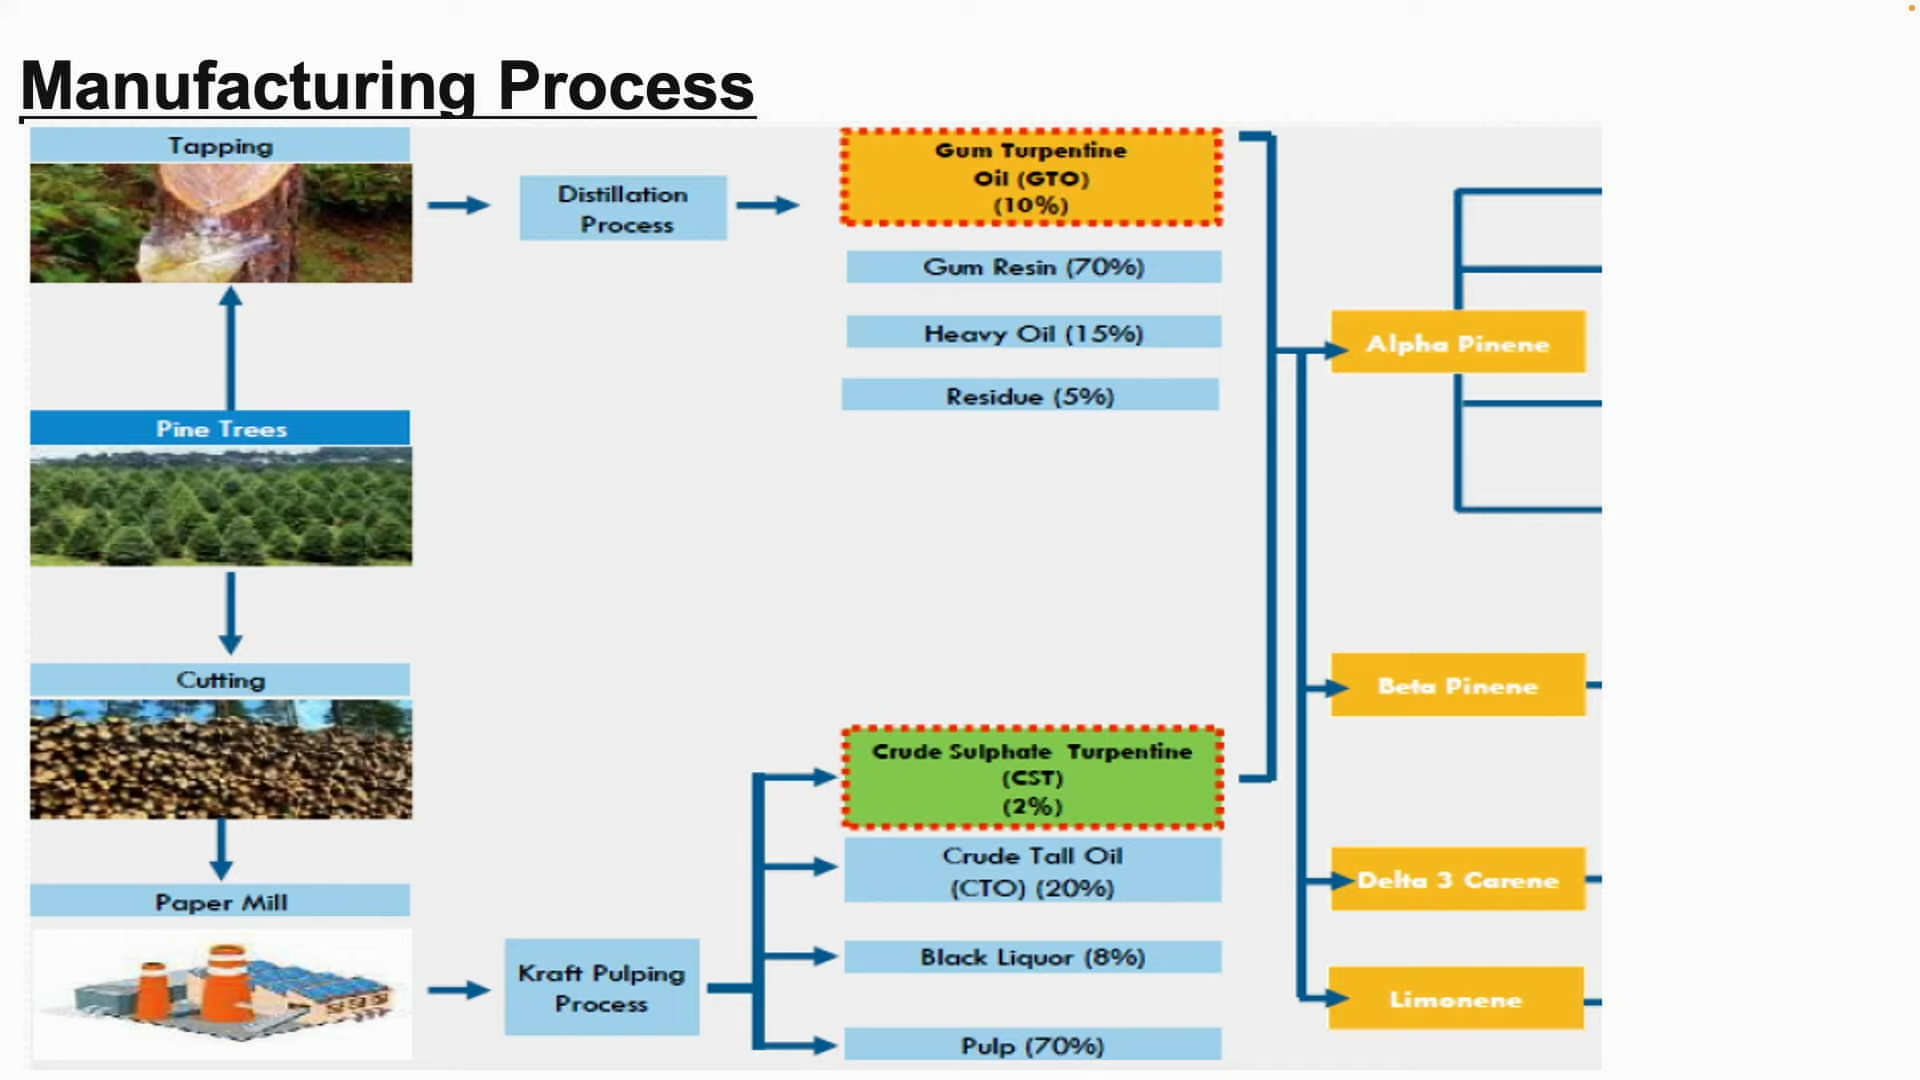 Manufacturing Process
Tapping
Distillation
Process
Gum Turpentine
Oil (GTO)
(10%)
Gum Resin (70%)
Heavy Oil (15%)
Residue (5%)
Alpha Pinene
Pine Trees
Cutting
Beta Pinene
Crude Sulphate Turpentine
(CST)
(2%)
Crude Tall Oil
(CTO) (20%)
Delta 3 Carene
Paper Mill
Kraft Pulping
Process
Black Liquor (8%)
Limonene
Pulp (70%)